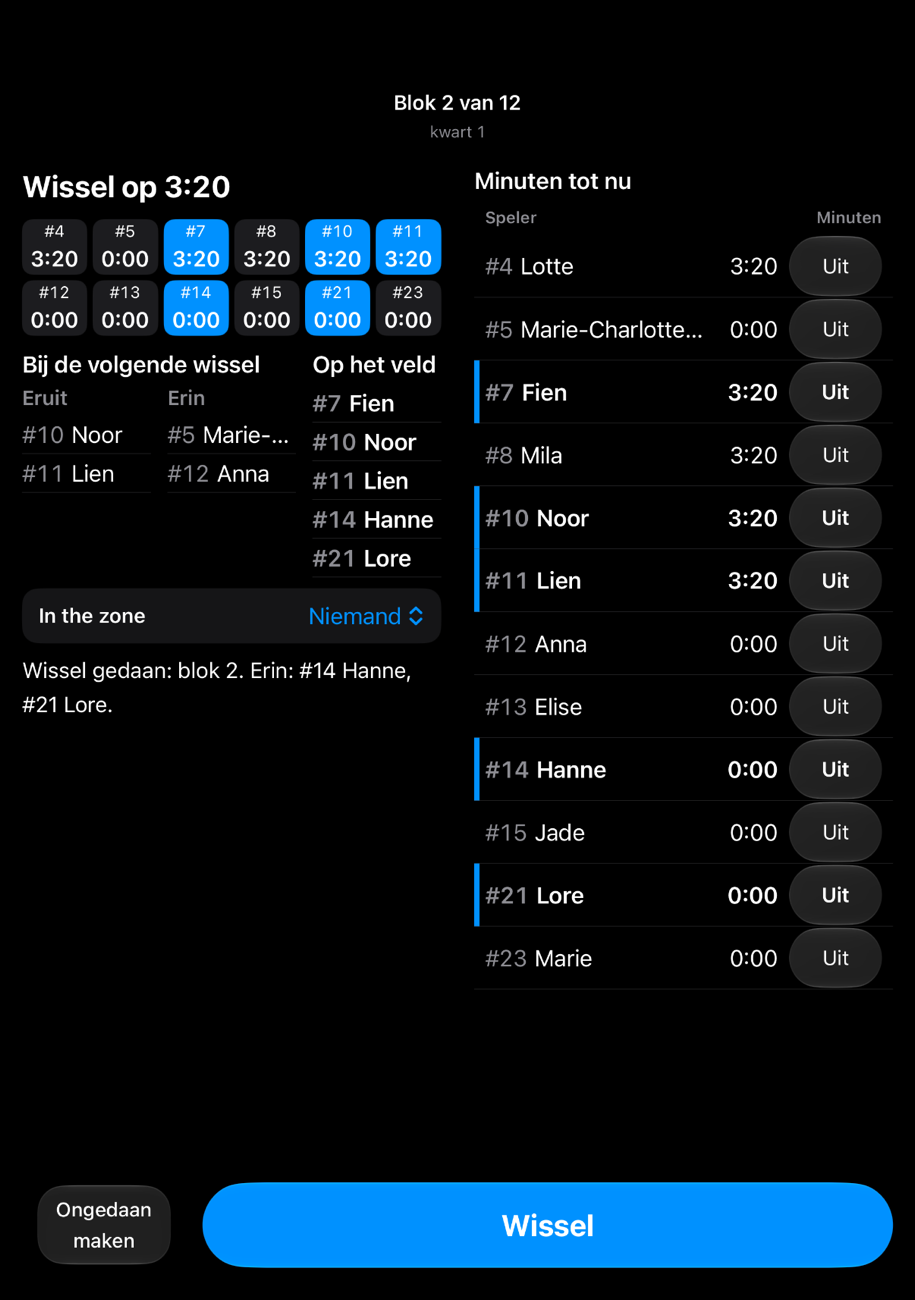 Blok 2 van 12
kwart 1
Wissel op 3:20
#4 #5 #7 #8 #10 #11
3:20 0:00 3:20 3:20 3:20 3:20
#12 #13 #14 #15 #21 #23
0:00 0:00 0:00 0:00 0:00 0:00
Bij de volgende wissel
Eruit Erin
#10 Noor #5 Marie-...
#11 Lien #12 Anna
Op het veld
#7 Fien
#10 Noor
#11 Lien
#14 Hanne
#21 Lore
In the zone Niemand
Wissel gedaan: blok 2. Erin: #14 Hanne,
#21 Lore.
Minuten tot nu
Speler Minuten
#4 Lotte 3:20 Uit
#5 Marie-Charlotte... 0:00 Uit
#7 Fien 3:20 Uit
#8 Mila 3:20 Uit
#10 Noor 3:20 Uit
#11 Lien 3:20 Uit
#12 Anna 0:00 Uit
#13 Elise 0:00 Uit
#14 Hanne 0:00 Uit
#15 Jade 0:00 Uit
#21 Lore 0:00 Uit
#23 Marie 0:00 Uit
Ongedaan
maken
Wissel